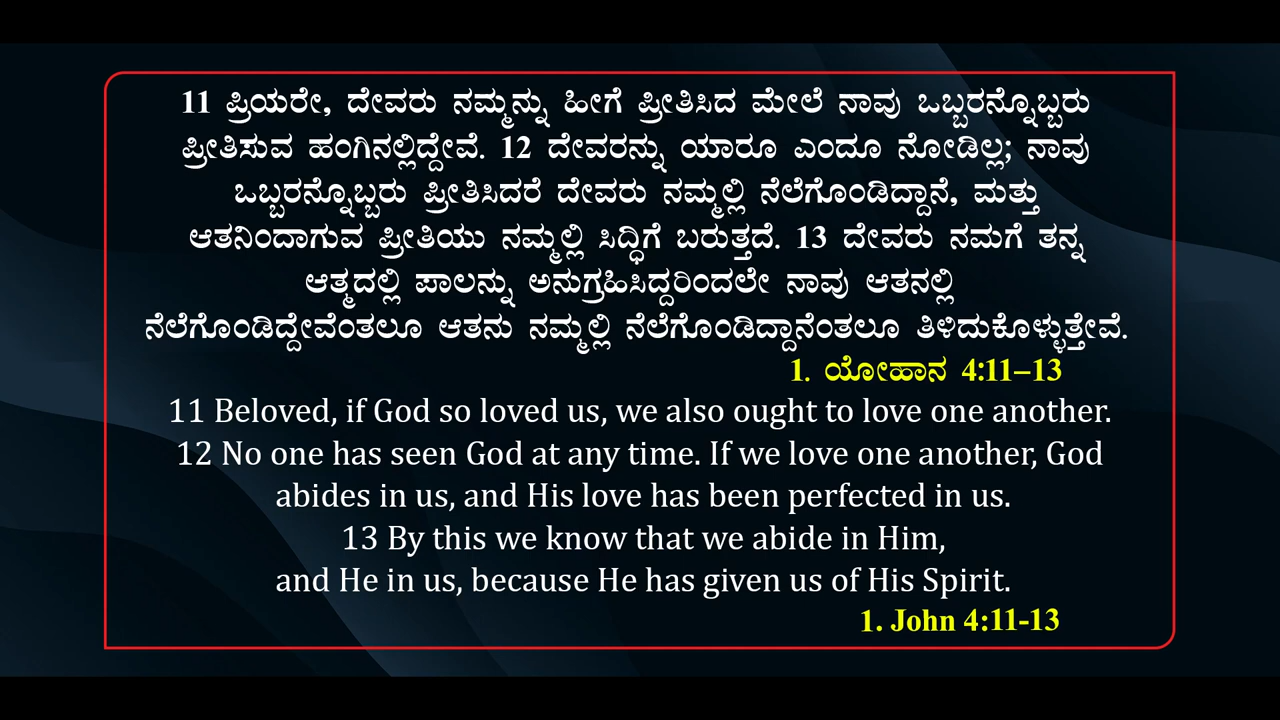 11 ಪ್ರಿಯರೇ, ದೇವರು ನಮ್ಮನ್ನು ಹೀಗೆ ಪ್ರೀತಿಸಿದ ಮೇಲೆ ನಾವು ಒಬ್ಬರನ್ನೊಬ್ಬರು
ಪ್ರೀತಿಸುವ ಹಂಗಿನಲ್ಲಿದ್ದೇವೆ. 12 ದೇವರನ್ನು ಯಾರೂ ಎಂದೂ ನೋಡಿಲ್ಲ; ನಾವು
ಒಬ್ಬರನ್ನೊಬ್ಬರು ಪ್ರೀತಿಸಿದರೆ ದೇವರು ನಮ್ಮಲ್ಲಿ ನೆಲೆಗೊಂಡಿದ್ದಾನೆ, ಮತ್ತು
ಆತನಿಂದಾಗುವ ಪ್ರೀತಿಯು ನಮ್ಮಲ್ಲಿ ಸಿದ್ಧಿಗೆ ಬರುತ್ತದೆ. 13 ದೇವರು ನಮಗೆ ತನ್ನ
ಆತ್ಮದಲ್ಲಿ ಪಾಲನ್ನು ಅನುಗ್ರಹಿಸಿದ್ದರಿಂದಲೇ ನಾವು ಆತನಲ್ಲಿ
ನೆಲೆಗೊಂಡಿದ್ದೇವೆಂತಲೂ ಆತನು ನಮ್ಮಲ್ಲಿ ನೆಲೆಗೊಂಡಿದ್ದಾನೆಂತಲೂ ತಿಳಿದುಕೊಳ್ಳುತ್ತೇವೆ.
1. ಯೋಹಾನ 4:11–13
11 Beloved, if God so loved us, we also ought to love one another.
12 No one has seen God at any time. If we love one another, God
abides in us, and His love has been perfected in us.
13 By this we know that we abide in Him,
and He in us, because He has given us of His Spirit.
1. John 4:11-13